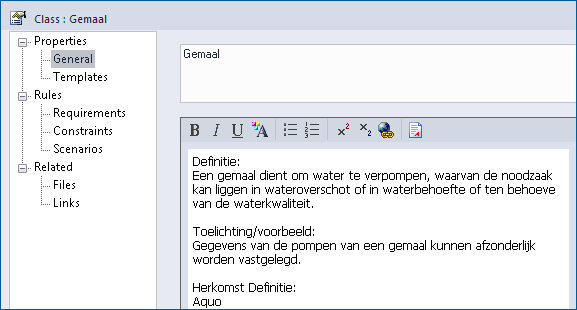 Class : Gemaal
Properties
General
Templates
Rules
Requirements
Constraints
Scenarios
Related
Files
Links
Gemaal
B I U A x² x₂
Definitie:
Een gemaal dient om water te verpompen, waarvan de noodzaak
kan liggen in wateroverschot of in waterbehoefte of ten behoeve
van de waterkwaliteit.
Toelichting/voorbeeld:
Gegevens van de pompen van een gemaal kunnen afzonderlijk
worden vastgelegd.
Herkomst Definitie:
Aquo